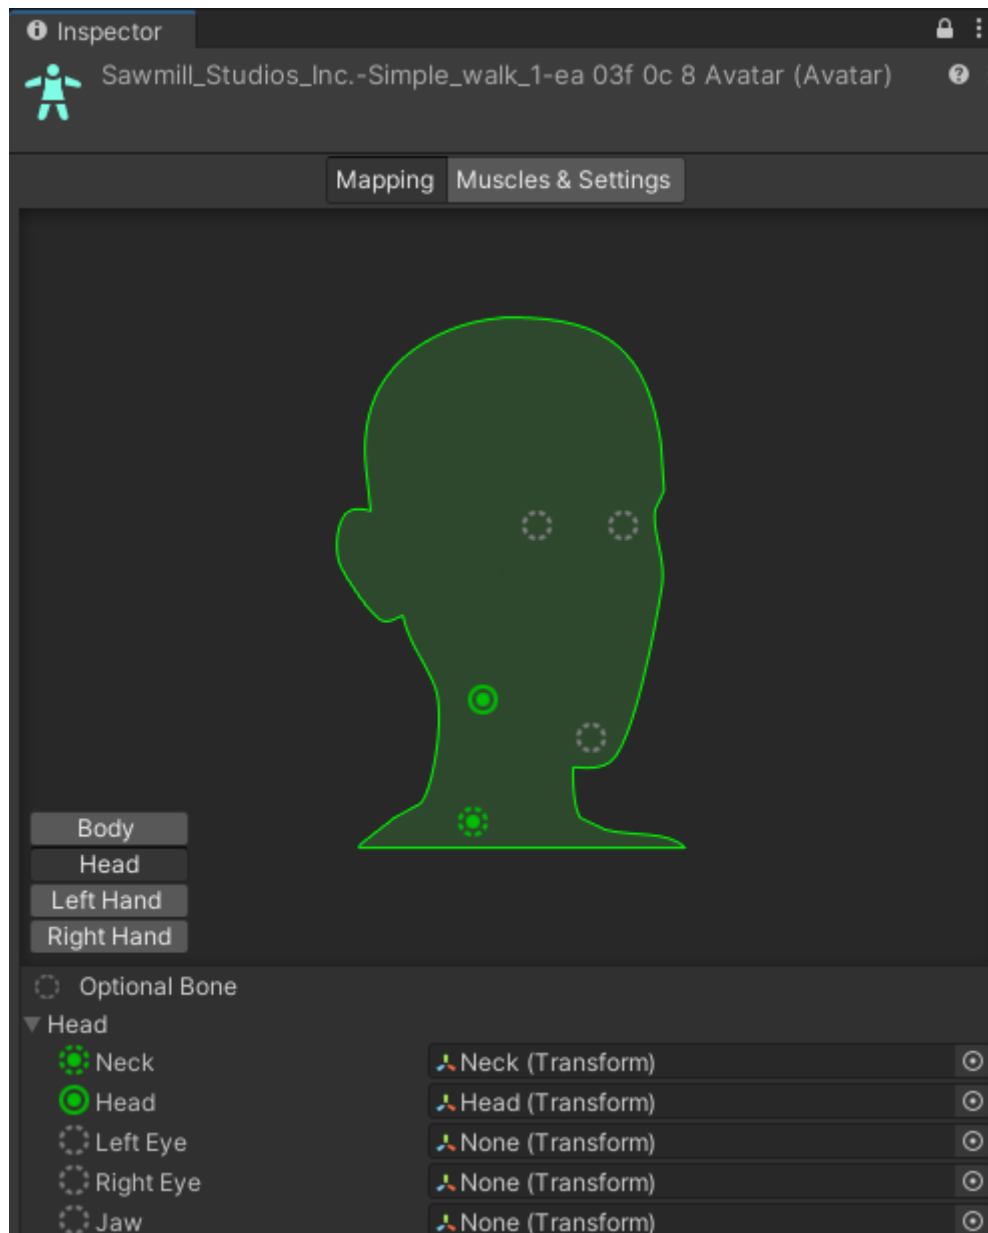 Inspector
Sawmill_Studios_Inc.-Simple_walk_1-ea 03f 0c 8 Avatar (Avatar)
Mapping Muscles & Settings
Body
Head
Left Hand
Right Hand
Optional Bone
Head
Neck Neck (Transform)
Head Head (Transform)
Left Eye None (Transform)
Right Eye None (Transform)
Jaw None (Transform)